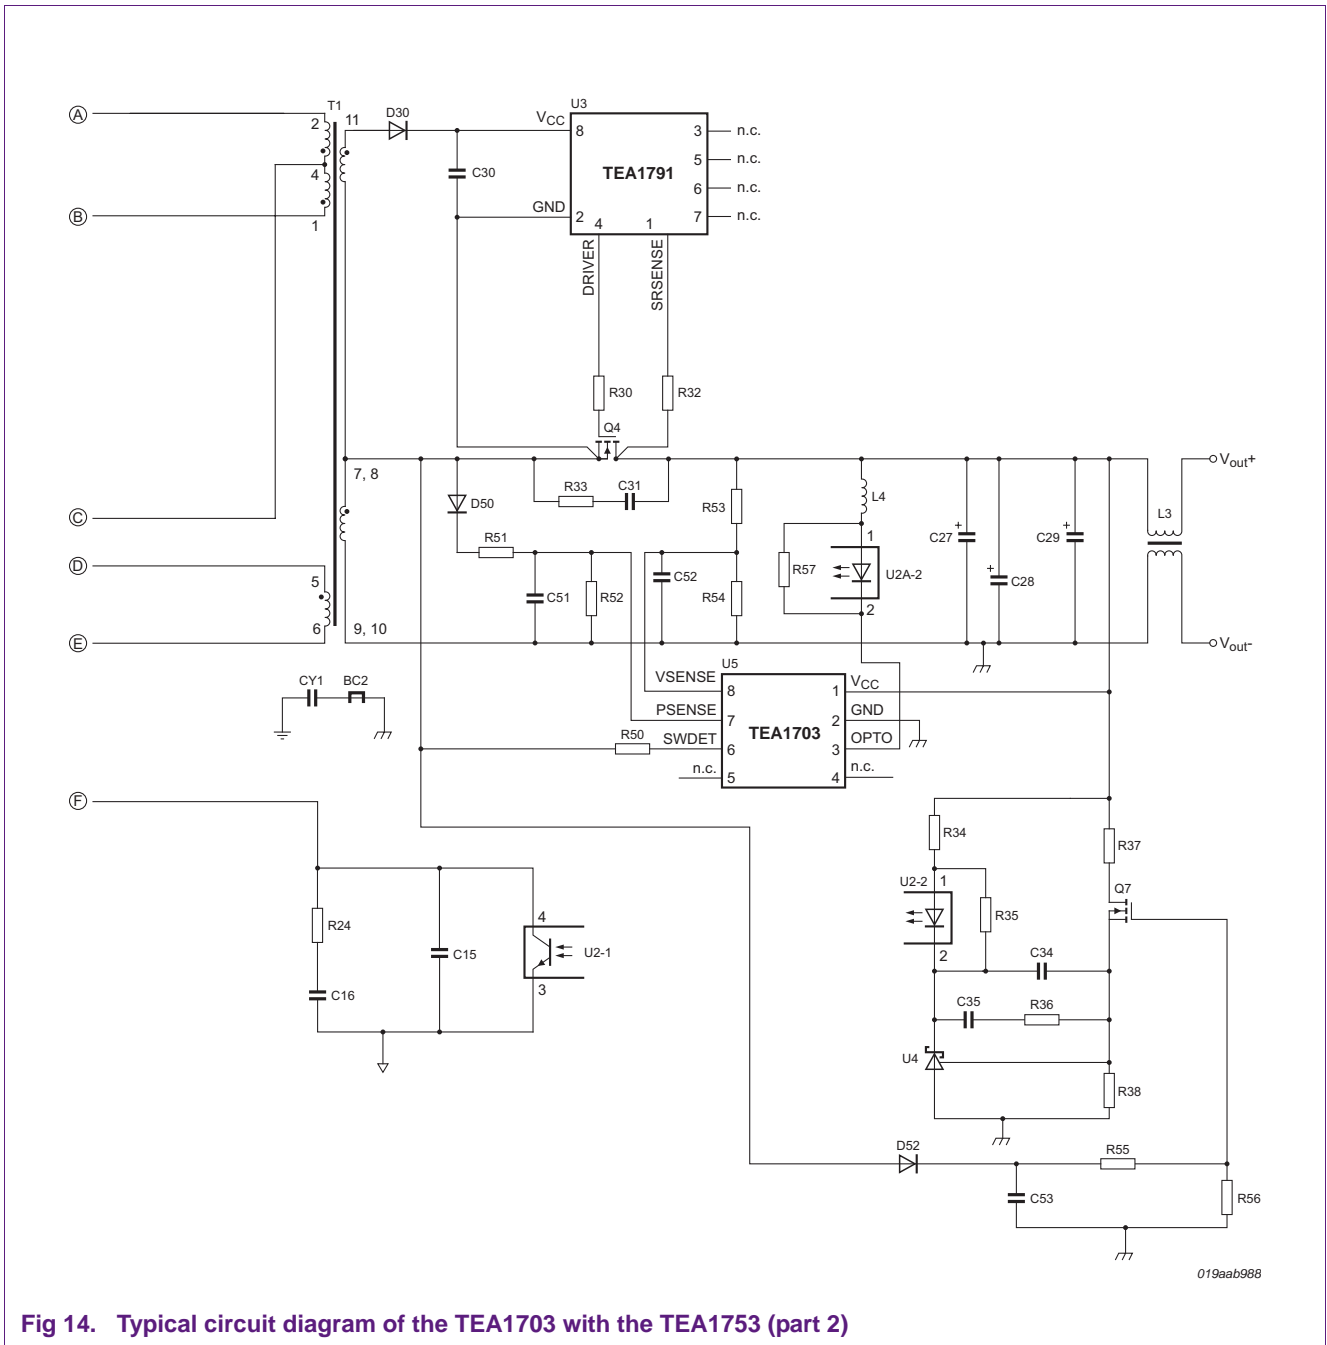 A
T1
2
11
D30
U3
VCC
8
3
n.c.
5
n.c.
TEA1791
6
n.c.
7
n.c.
C30
4
GND
2
4
1
B
1
DRIVER
SRSENSE
R30
R32
Q4
7, 8
Vout+
D50
R33
C31
R53
L4
C
R51
1
C27
+
C29
+
L3
C51
R52
C52
R54
R57
U2A-2
+
C28
2
D
5
E
6
9, 10
Vout-
U5
CY1
BC2
VSENSE
8
1
VCC
PSENSE
7
2
GND
TEA1703
R50
SWDET
6
3
OPTO
n.c.
5
4
n.c.
F
R34
R37
U2-2
1
Q7
R24
4
R35
C15
U2-1
2
C34
C16
3
C35
R36
U4
R38
D52
R55
C53
R56
019aab988
Fig 14. Typical circuit diagram of the TEA1703 with the TEA1753 (part 2)